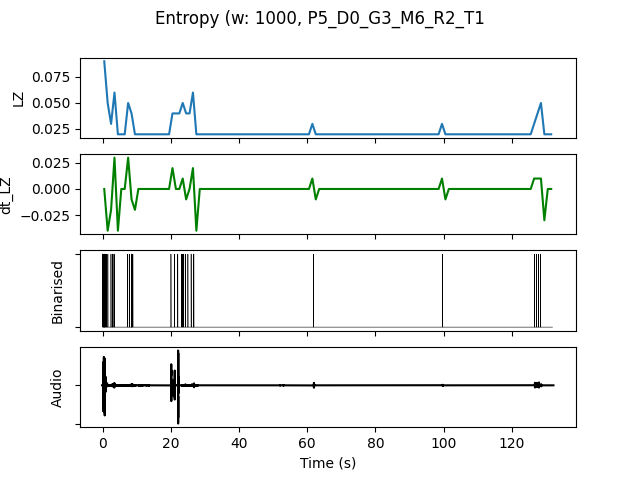 Entropy (w: 1000, P5_D0_G3_M6_R2_T1
LZ
0.075
0.050
0.025
dt_LZ
0.025
0.000
−0.025
Binarised
Audio
0 20 40 60 80 100 120
Time (s)